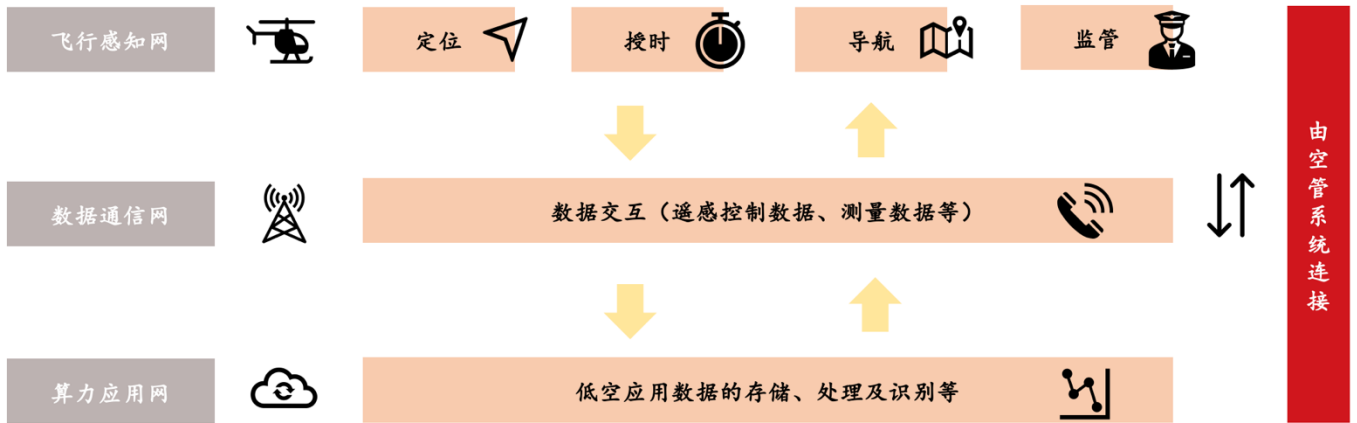 飞行感知网
定位
授时
导航
监管
数据通信网
数据交互（遥感控制数据、测量数据等）
算力应用网
低空应用数据的存储、处理及识别等
由空管系统连接